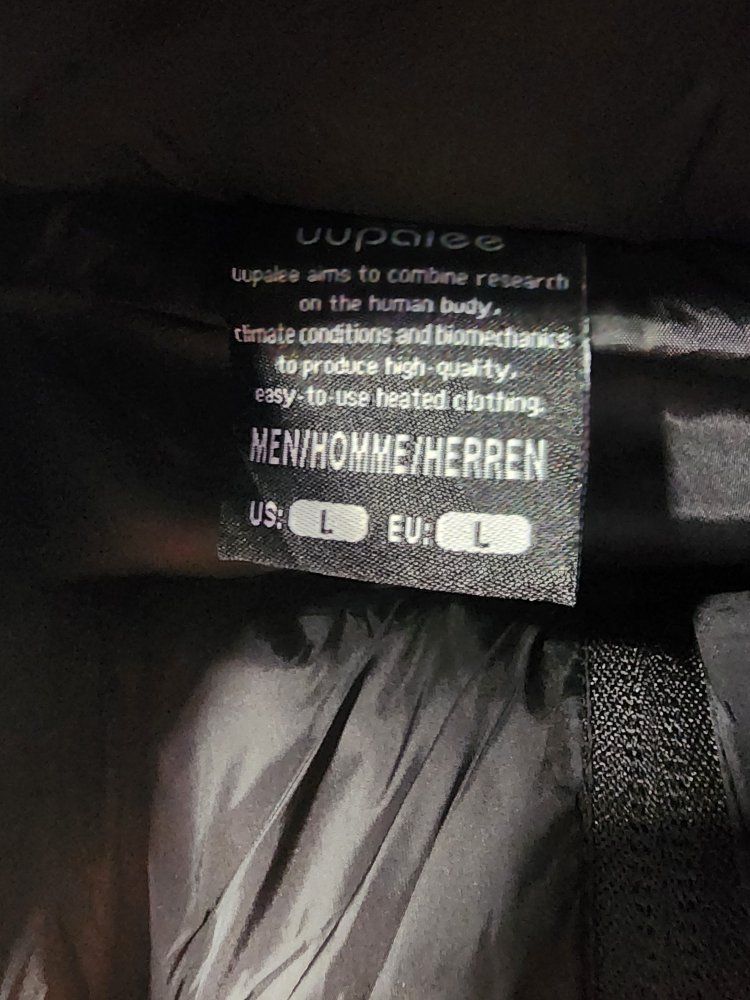 uupalee
uupalee aims to combine research
on the human body,
climate conditions and biomechanics
to produce high-quality,
easy-to-use heated clothing.
MEN/HOMME/HERREN
US: L EU: L